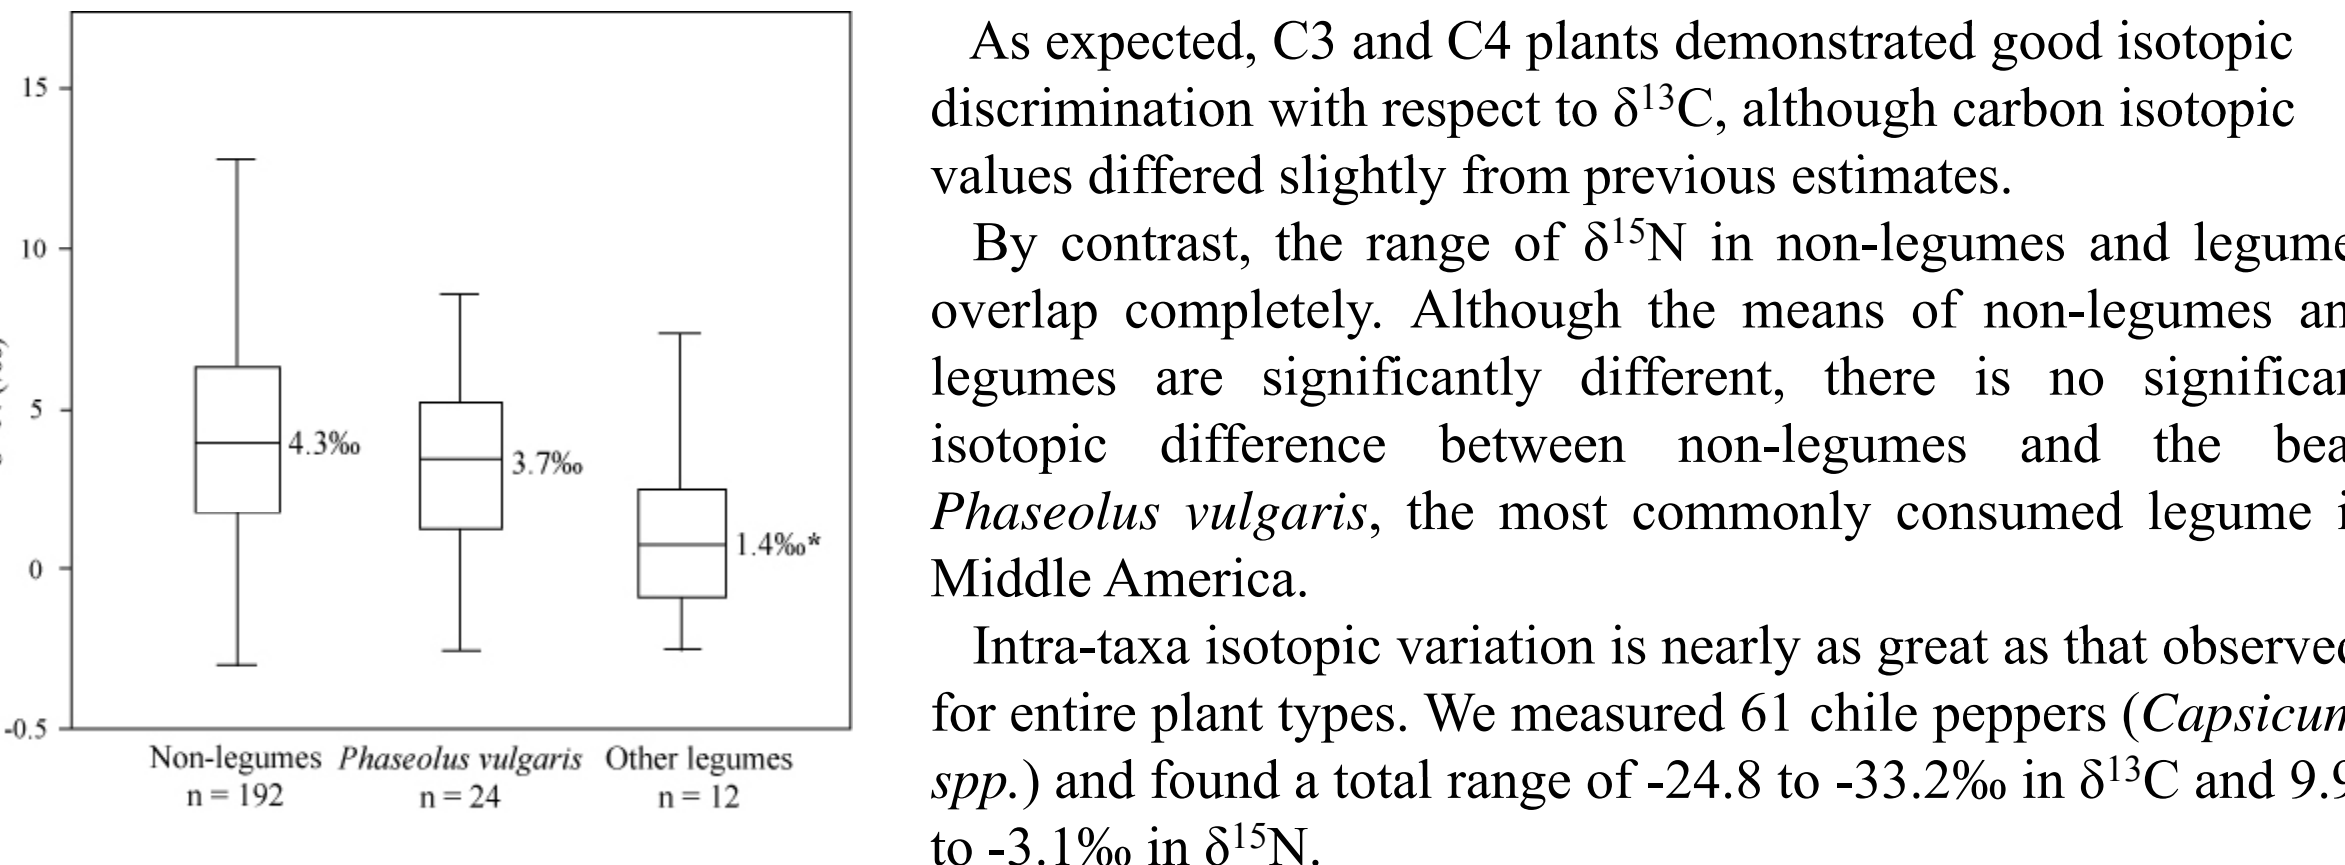 15
10
5
0
-0.5
4.3‰
3.7‰
1.4‰*
Non-legumes Phaseolus vulgaris Other legumes
n = 192 n = 24 n = 12
As expected, C3 and C4 plants demonstrated good isotopic
discrimination with respect to δ¹³C, although carbon isotopic
values differed slightly from previous estimates.
By contrast, the range of δ¹⁵N in non-legumes and legume
overlap completely. Although the means of non-legumes an
legumes are significantly different, there is no significan
isotopic difference between non-legumes and the bea
Phaseolus vulgaris, the most commonly consumed legume i
Middle America.
Intra-taxa isotopic variation is nearly as great as that observed
for entire plant types. We measured 61 chile peppers (Capsicum
spp.) and found a total range of -24.8 to -33.2‰ in δ¹³C and 9.9
to -3.1‰ in δ¹⁵N.